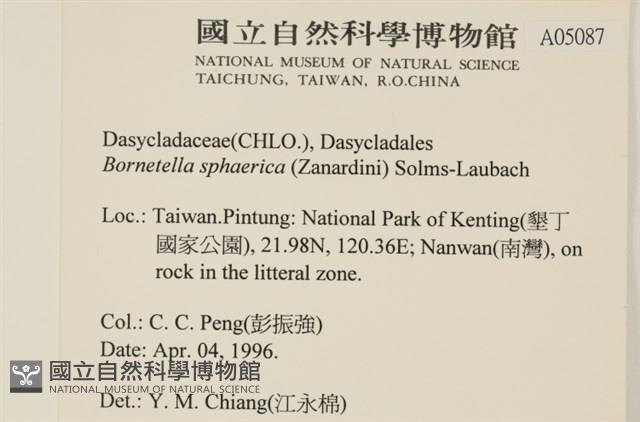 國立自然科學博物館 A05087
NATIONAL MUSEUM OF NATURAL SCIENCE
TAICHUNG, TAIWAN, R.O.CHINA
Dasycladaceae(CHLO.), Dasycladales
Bornetella sphaerica (Zanardini) Solms-Laubach
Loc.: Taiwan.Pintung: National Park of Kenting(墾丁
國家公園), 21.98N, 120.36E; Nanwan(南灣), on
rock in the litteral zone.
Col.: C. C. Peng(彭振強)
Date: Apr. 04, 1996.
國立自然科學博物館
NATIONAL MUSEUM OF NATURAL SCIENCE
Det.: Y. M. Chiang(江永棉)